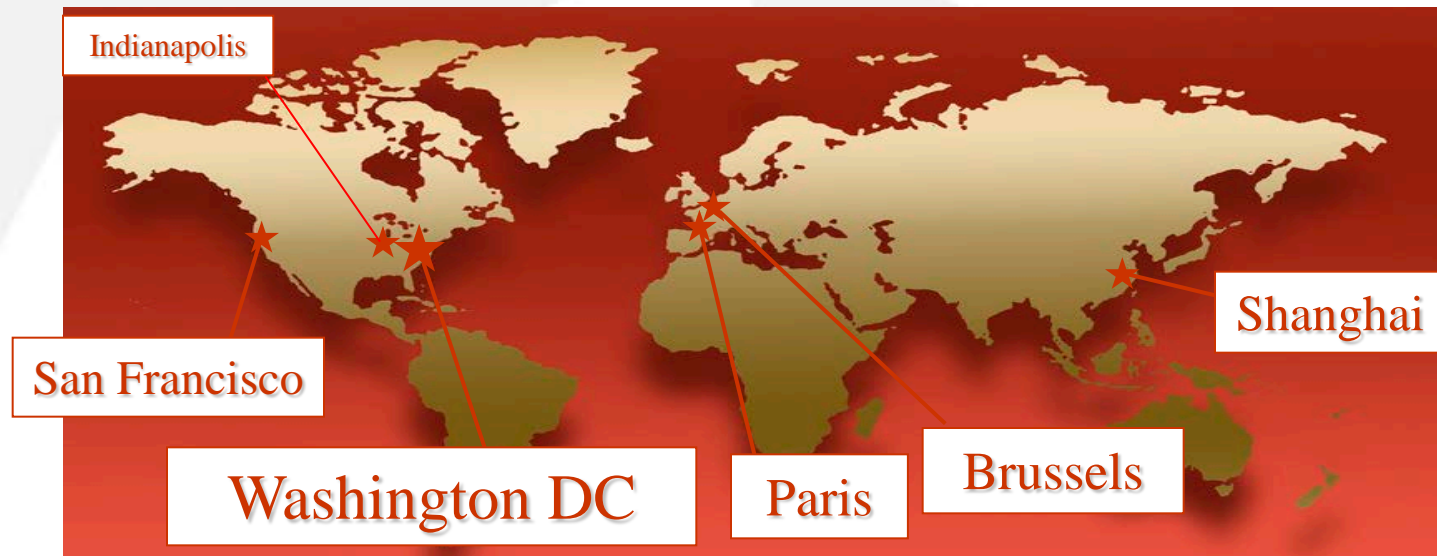 Indianapolis
San Francisco
Washington DC
Paris
Brussels
Shanghai